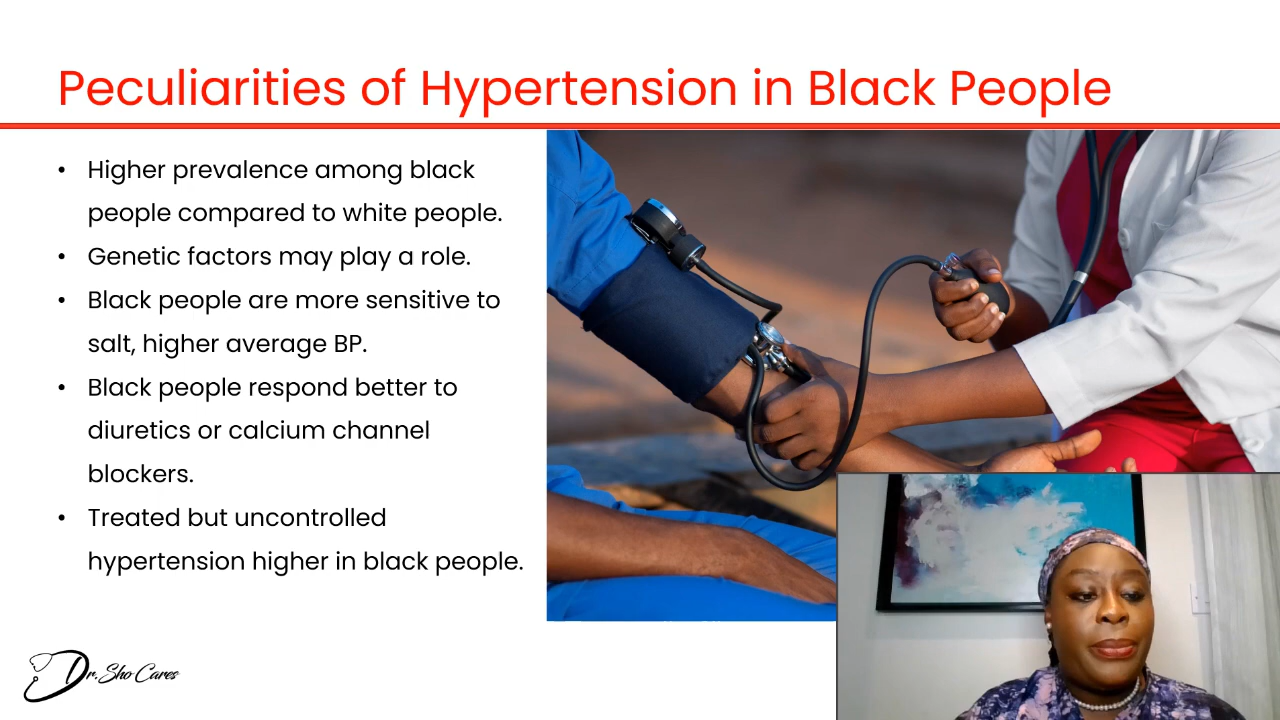 Peculiarities of Hypertension in Black People
• Higher prevalence among black
people compared to white people.
• Genetic factors may play a role.
• Black people are more sensitive to
salt, higher average BP.
• Black people respond better to
diuretics or calcium channel
blockers.
• Treated but uncontrolled
hypertension higher in black people.
Dr. Sho Cares